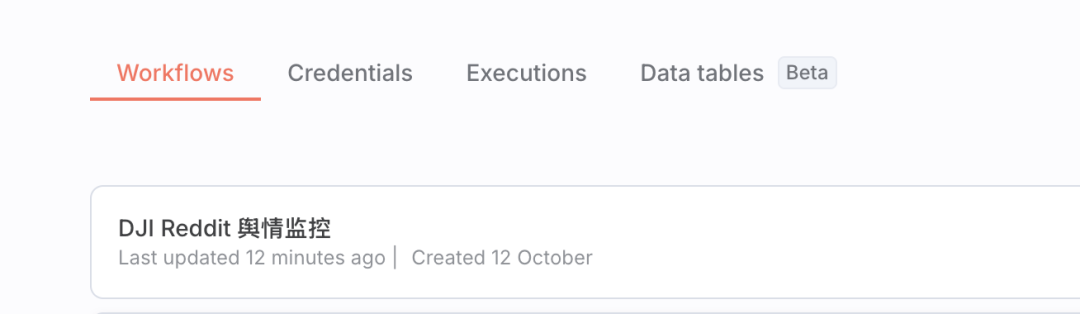 Workflows Credentials Executions Data tables Beta
DJI Reddit 舆情监控
Last updated 12 minutes ago | Created 12 October